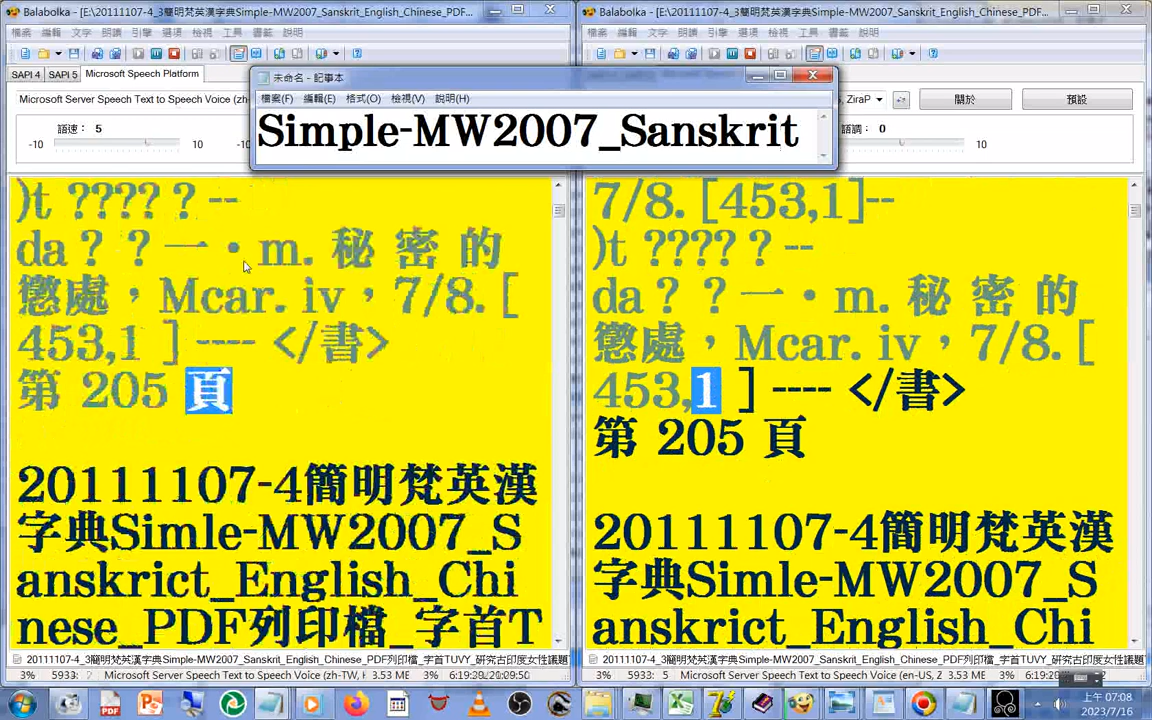 Balabolka - [E:\20111107-4_3簡明梵英漢字典Simple-MW2007_Sanskrit_English_Chinese_PDF...
Balabolka - [E:\20111107-4_3簡明梵英漢字典Simple-MW2007_Sanskrit_English_Chinese_PDF...
檔案 編輯 文字 朗讀 引擎 選項 檢視 工具 書籤 說明
檔案 編輯 文字 朗讀 引擎 選項 檢視 工具 書籤 說明
SAPI 4 SAPI 5 Microsoft Speech Platform
未命名 - 記事本
檔案(F) 編輯(E) 格式(O) 檢視(V) 說明(H)
Simple-MW2007_Sanskrit
Microsoft Server Speech Text to Speech Voice (zh-
, ZiraP
關於
預設
語速： 5
-10
10
-10
語調： 0
10
)t ????？--
da？？一・m. 秘密的
懲處，Mcar. iv，7/8. [
453,1 ] ---- </書>
第 205 頁
20111107-4簡明梵英漢
字典Simle-MW2007_S
anskrict_English_Chi
nese_PDF列印檔_字首T
7/8. [453,1]--
)t ????？--
da？？一・m. 秘密的
懲處，Mcar. iv，7/8. [
453,1 ] ---- </書>
第 205 頁
20111107-4簡明梵英漢
字典Simle-MW2007_S
anskrict_English_Chi
20111107-4_3簡明梵英漢字典Simple-MW2007_Sanskrit_English_Chinese_PDF列印檔_字首TUVY_研究古印度女性議題
20111107-4_3簡明梵英漢字典Simple-MW2007_Sanskrit_English_Chinese_PDF列印檔_字首TUVY_研究古印度女性議題
3% 5933: ? Microsoft Server Speech Text to Speech Voice (zh-TW, H 3.53 ME
3% 5933: 5 Microsoft Server Speech Text to Speech Voice (en-US, Z 3.53 ME
上午 07:08
2023/7/16